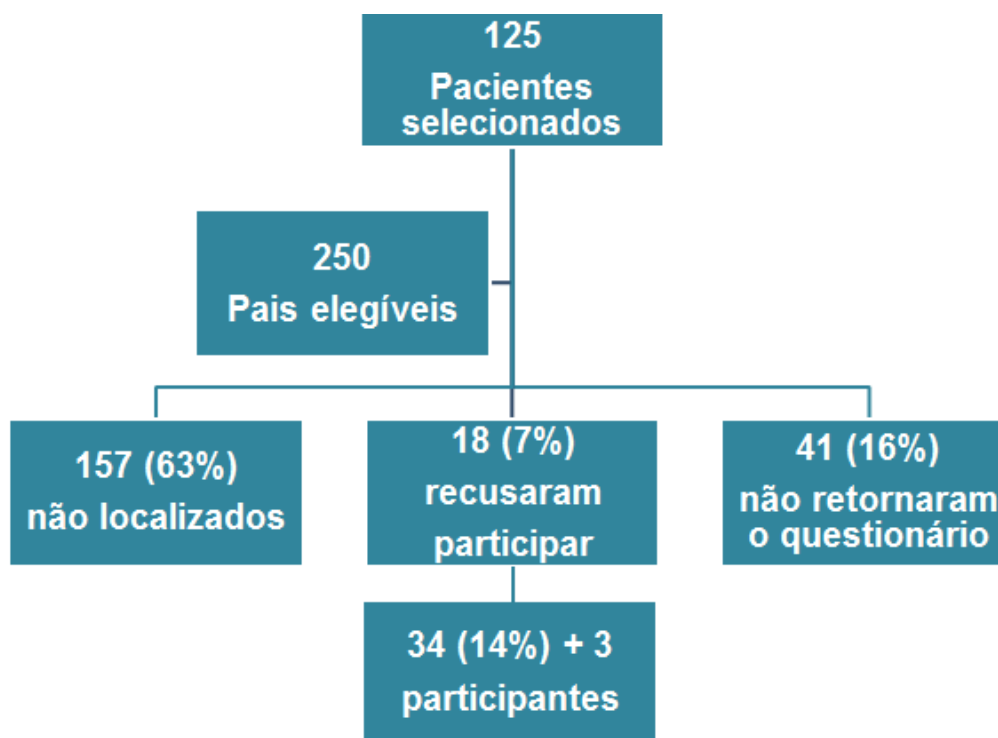 125
Pacientes
selecionados
250
Pais elegíveis
157 (63%)
não localizados
18 (7%)
recusaram
participar
41 (16%)
não retornaram
o questionário
34 (14%) + 3
participantes